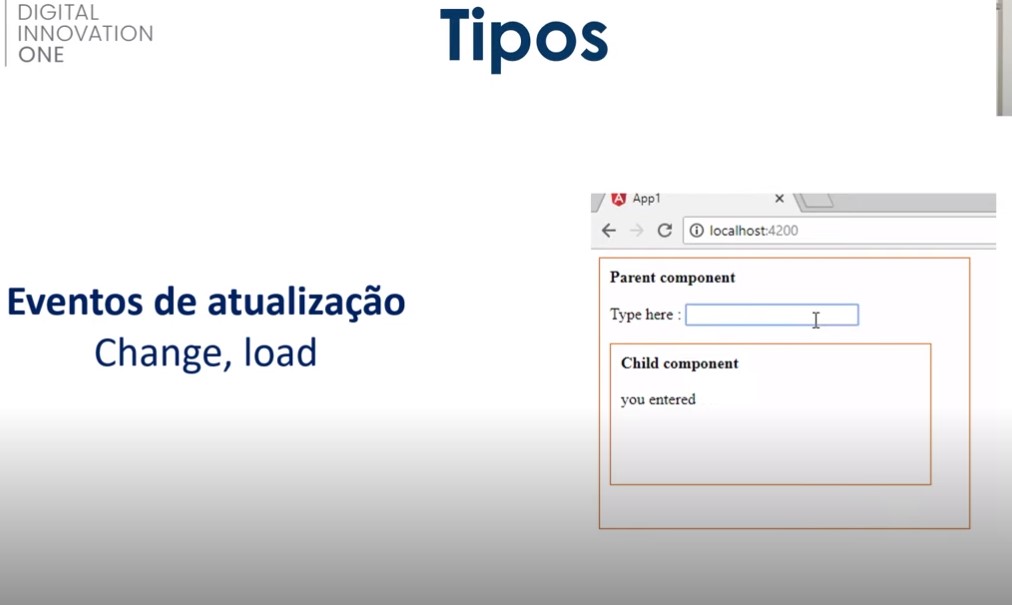 DIGITAL
INNOVATION
ONE
Tipos
Eventos de atualização
Change, load
App1
localhost:4200
Parent component
Type here :
Child component
you entered